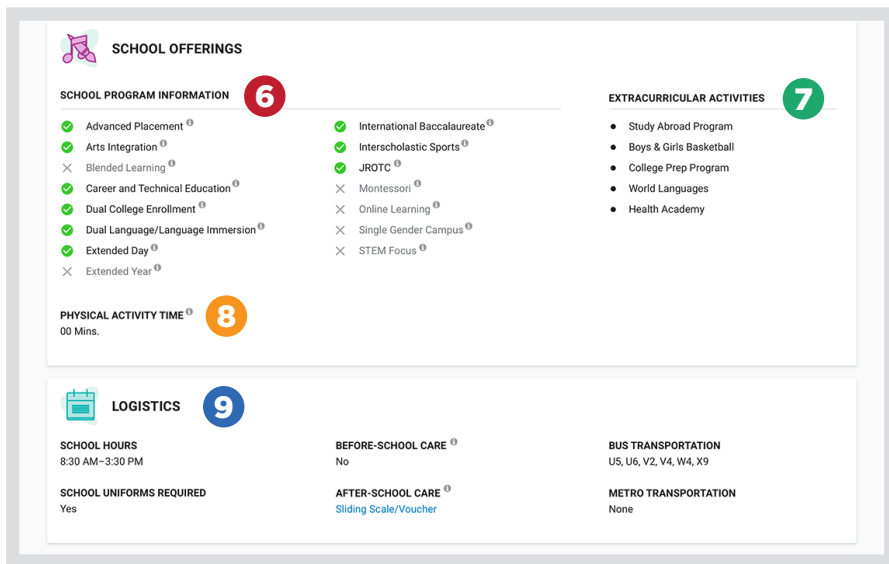 SCHOOL OFFERINGS
SCHOOL PROGRAM INFORMATION
6
Advanced Placement
Arts Integration
Blended Learning
Career and Technical Education
Dual College Enrollment
Dual Language/Language Immersion
Extended Day
Extended Year
International Baccalaureate
Interscholastic Sports
JROTC
Montessori
Online Learning
Single Gender Campus
STEM Focus
EXTRACURRICULAR ACTIVITIES
7
Study Abroad Program
Boys & Girls Basketball
College Prep Program
World Languages
Health Academy
PHYSICAL ACTIVITY TIME
8
00 Mins.
LOGISTICS
9
SCHOOL HOURS
8:30 AM–3:30 PM
BEFORE-SCHOOL CARE
No
BUS TRANSPORTATION
U5, U6, V2, V4, W4, X9
SCHOOL UNIFORMS REQUIRED
Yes
AFTER-SCHOOL CARE
Sliding Scale/Voucher
METRO TRANSPORTATION
None